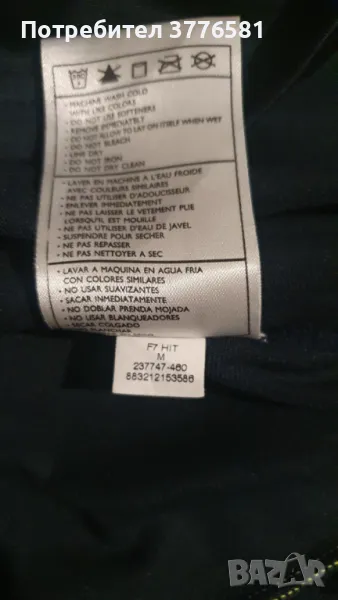 Потребител 3776581
• MACHINE WASH COLD
• WITH LIKE COLORS
• DO NOT USE SOFTENERS
• REMOVE IMMEDIATELY
• DO NOT ALLOW TO LAY ON ITSELF WHEN WET
• DO NOT BLEACH
• LINE DRY
• DO NOT IRON
• DO NOT DRY CLEAN
• LAVER EN MACHINE A L'EAU FROIDE
AVEC COULEURS SIMILAIRES
• NE PAS UTILISER D'ADOUCISSEUR
• ENLEVER IMMEDIATEMENT
• NE PAS LAISSER LE VETEMENT PLIE
LORSQU'IL EST MOUILLE
• NE PAS UTILISER D'EAU DE JAVEL
• SUSPENDRE POUR SECHER
• NE PAS REPASSER
• NE PAS NETTOYER A SEC
• LAVAR A MAQUINA EN AGUA FRIA
CON COLORES SIMILARES
• NO USAR SUAVIZANTES
• SACAR INMEDIATAMENTE
• NO DOBLAR PRENDA MOJADA
• NO USAR BLANQUEADORES
• SECAR COLGADO
F7 HIT
M
237747-460
883212153586
BAZAR